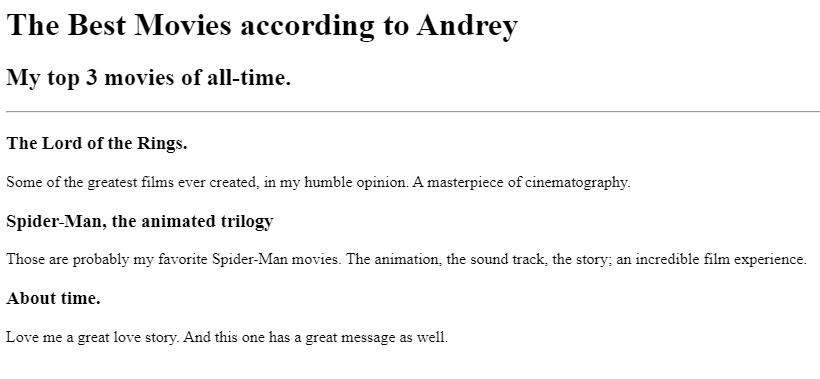 The Best Movies according to Andrey
My top 3 movies of all-time.
The Lord of the Rings.
Some of the greatest films ever created, in my humble opinion. A masterpiece of cinematography.
Spider-Man, the animated trilogy
Those are probably my favorite Spider-Man movies. The animation, the sound track, the story; an incredible film experience.
About time.
Love me a great love story. And this one has a great message as well.